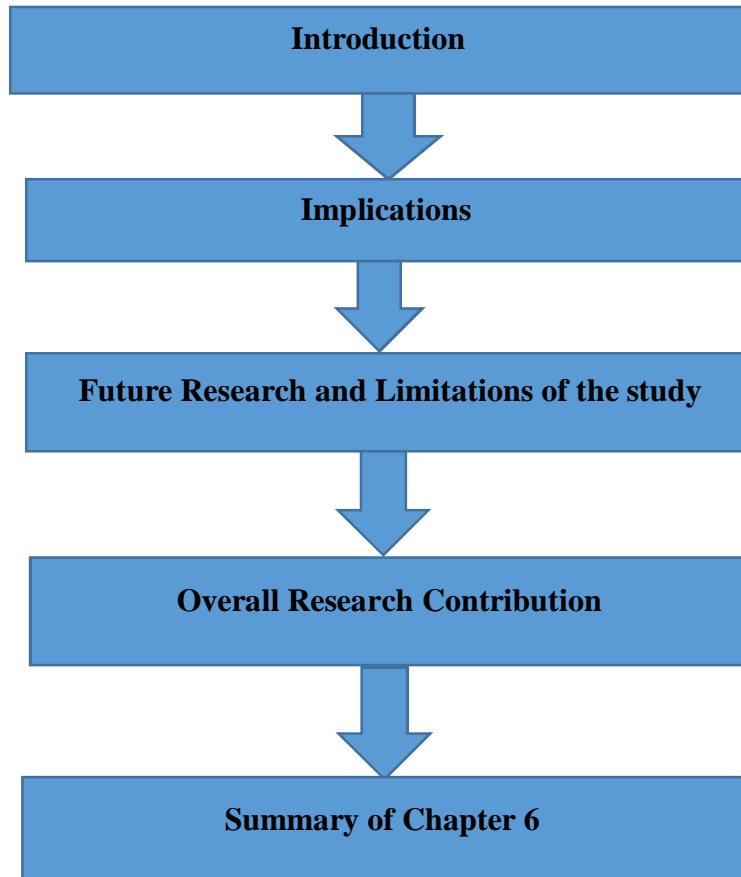 Introduction
Implications
Future Research and Limitations of the study
Overall Research Contribution
Summary of Chapter 6